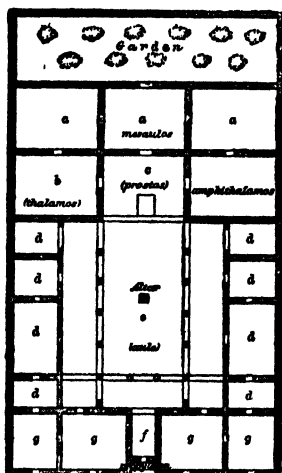 Garden
a a a
mesaulos
b c
(thalamos) (prostas) amphithalamos
d d
d d
Altar
e
d d
(aula)
d d
g g f g g